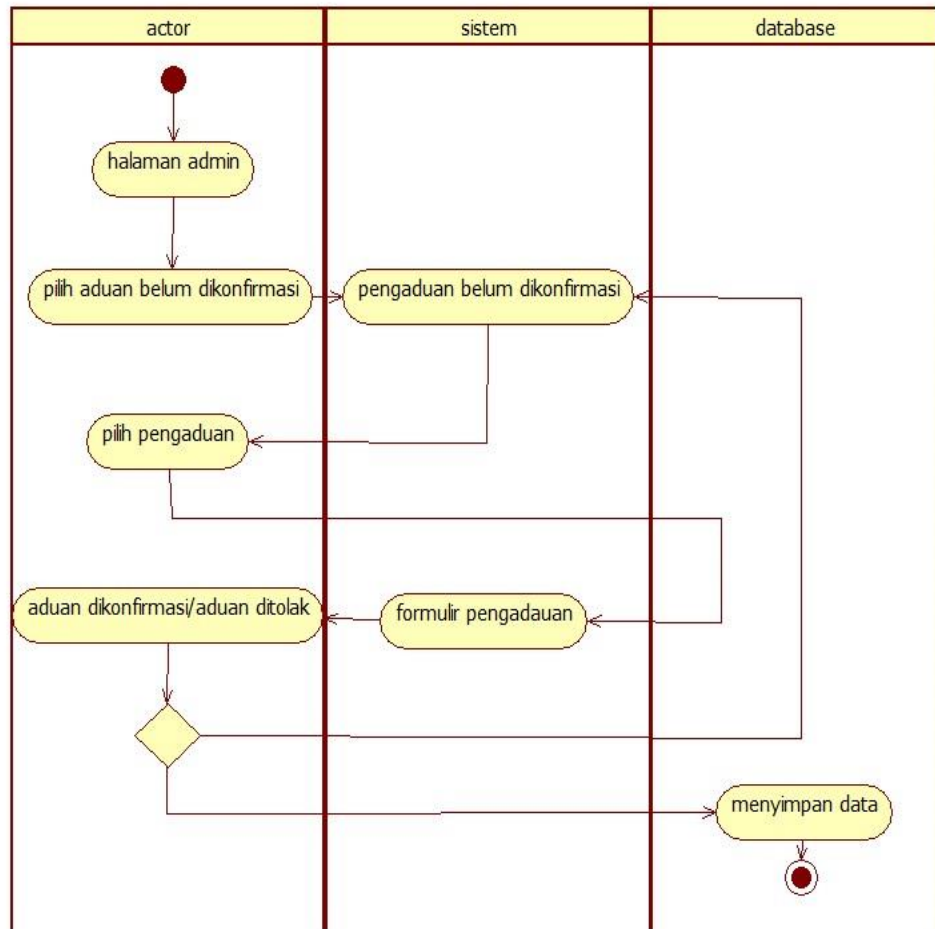 actor
sistem
database
halaman admin
pilih aduan belum dikonfirmasi
pengaduan belum dikonfirmasi
pilih pengaduan
aduan dikonfirmasi/aduan ditolak
formulir pengadauan
menyimpan data